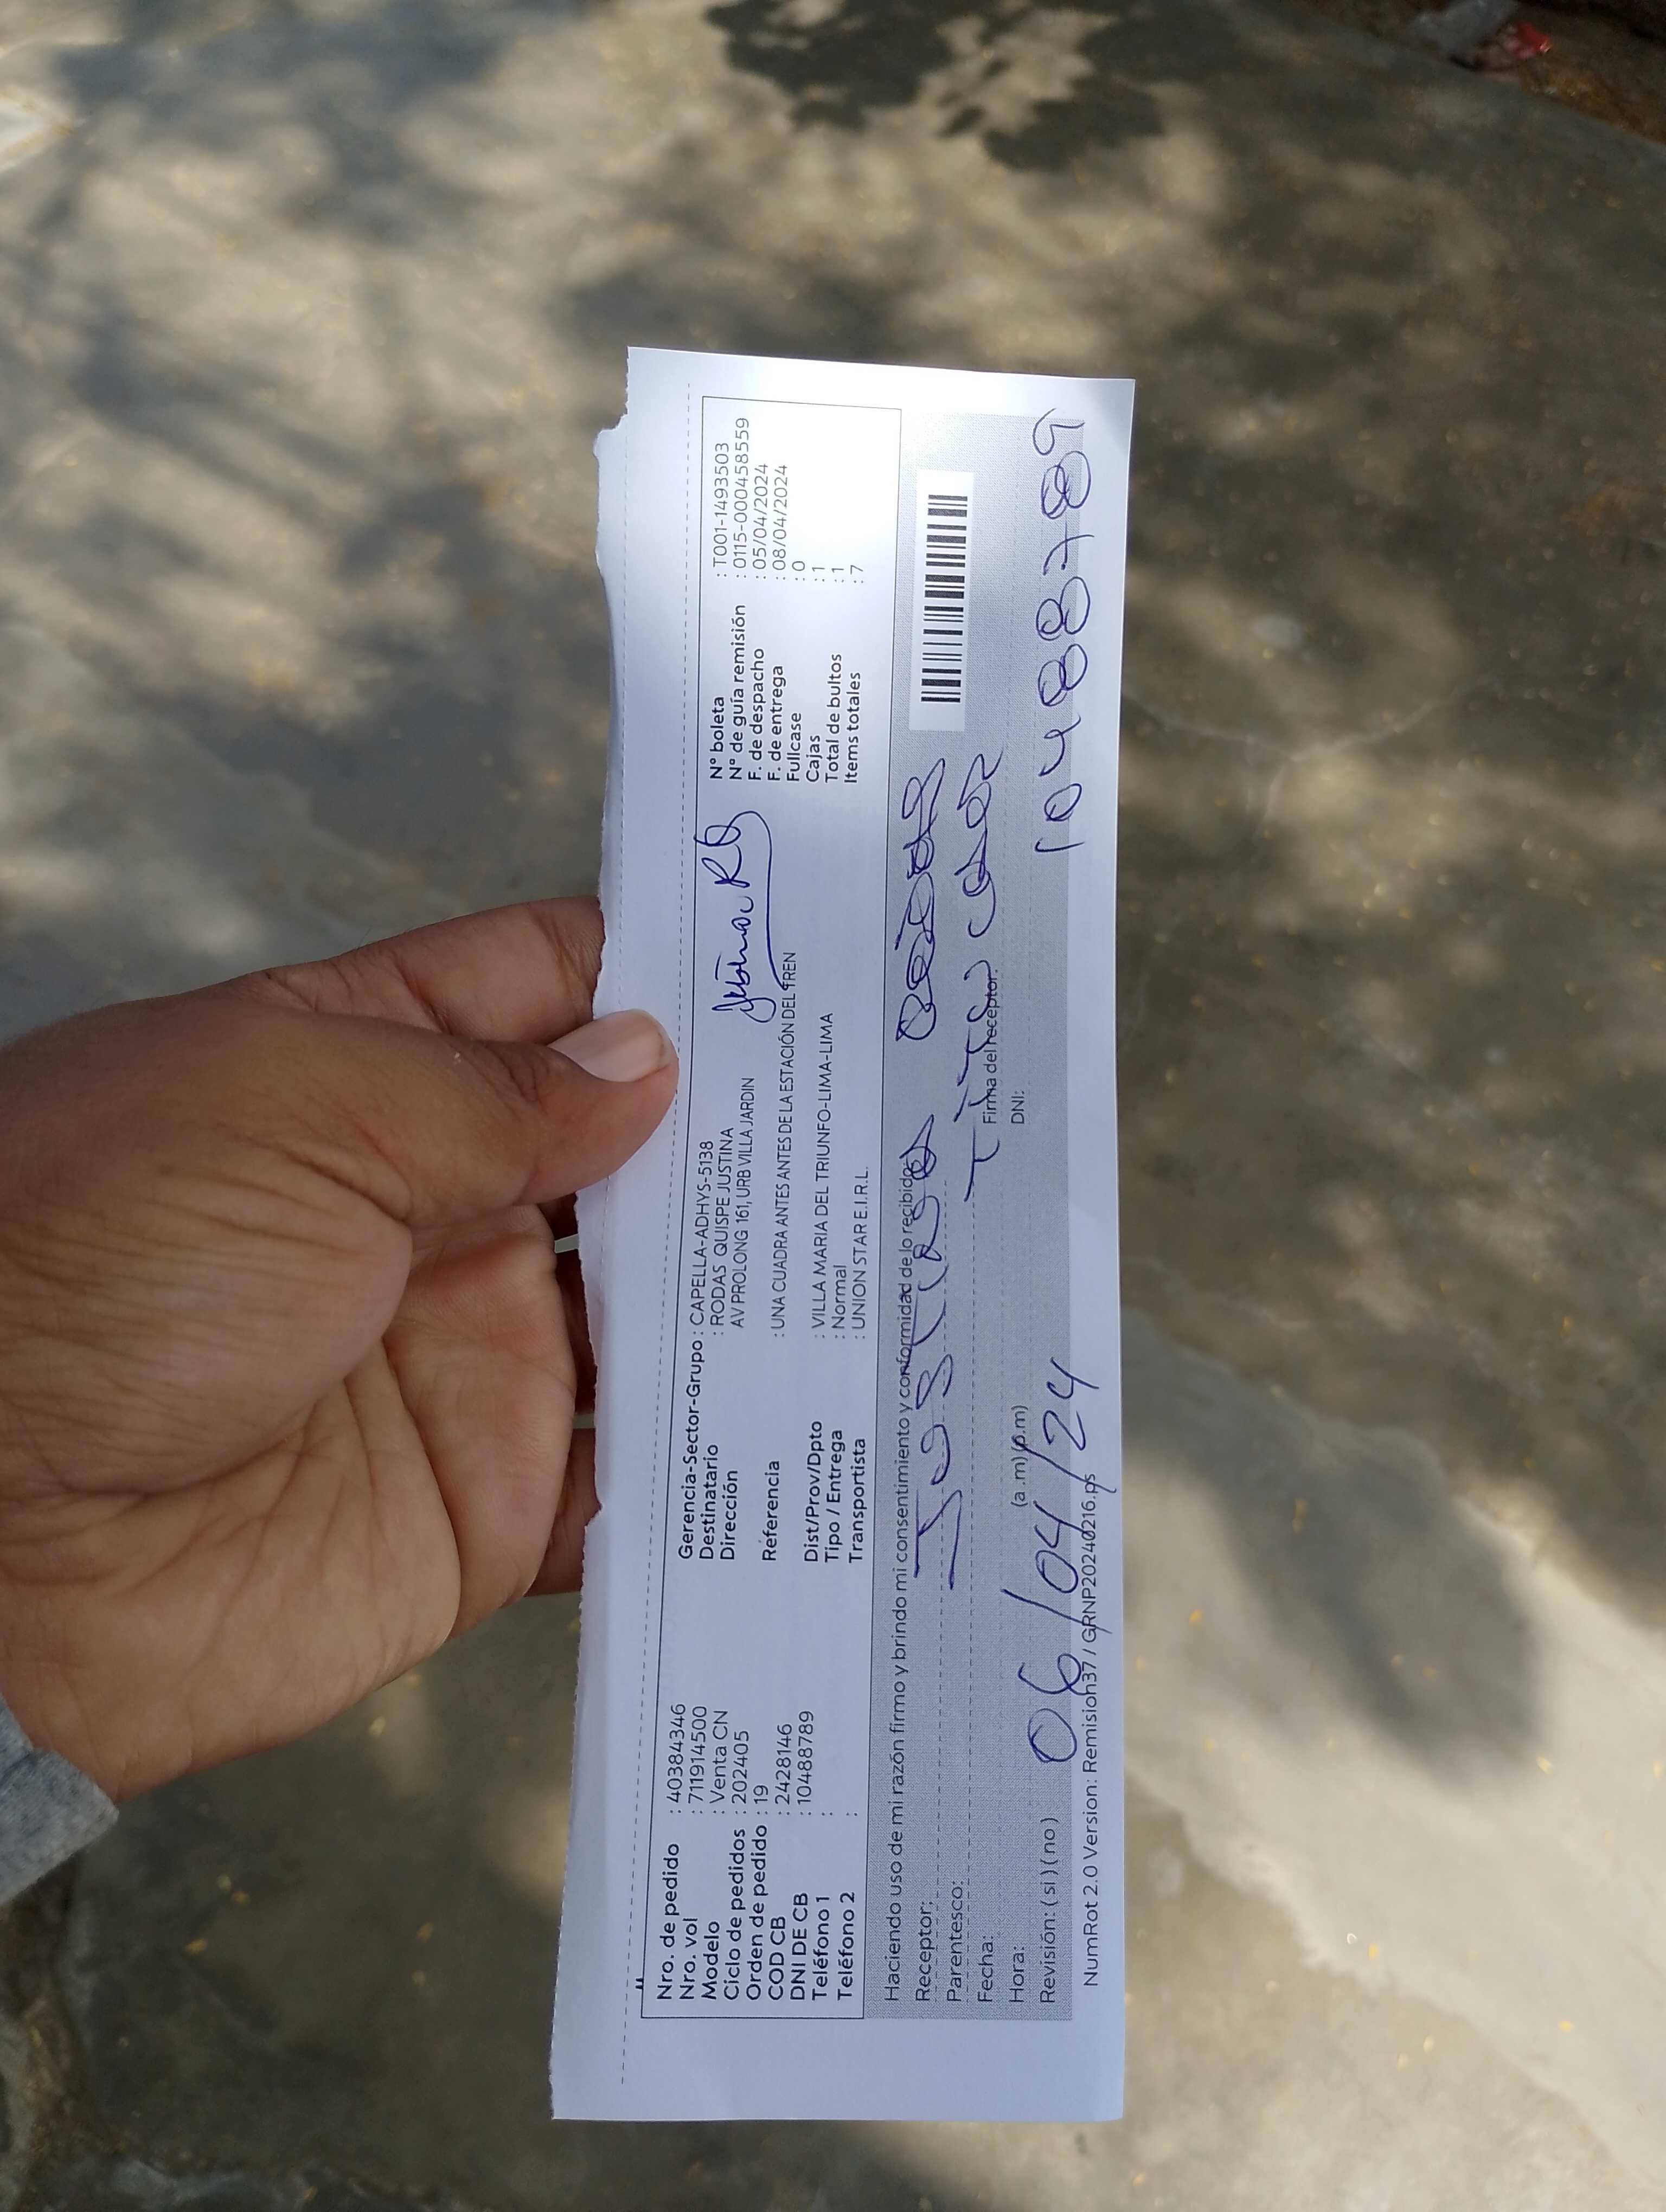 Nro. de pedido : 40384346
Nro. vol : 711914500
Modelo : Venta CN
Ciclo de pedidos : 202405
Orden de pedido : 19
COD CB : 2428146
DNI DE CB : 10488789
Teléfono 1 :
Teléfono 2 :
Gerencia-Sector-Grupo : CAPELLA-ADHYS-5138
Destinatario : RODAS QUISPE JUSTINA
Dirección AV PROLONG 161, URB VILLA JARDIN
Referencia : UNA CUADRA ANTES ANTES DE LA ESTACIÓN DEL TREN
Dist/Prov/Dpto : VILLA MARIA DEL TRIUNFO-LIMA-LIMA
Tipo / Entrega : Normal
Transportista : UNION STAR E.I.R.L.
Justina R
N° boleta : T001-1493503
N° de guía remisión : 0115-000458559
F. de despacho : 05/04/2024
F. de entrega : 08/04/2024
Fullcase : 0
Cajas : 1
Total de bultos : 1
Items totales : 7
Haciendo uso de mi razón firmo y brindo mi consentimiento y conformidad de lo recibido.
Receptor: Justina Rodas
Parentesco: Titular
Fecha:
Firma del receptor:
Hora: (a.m) (p.m)
DNI: 10488789
Revisión: ( si ) ( no ) 06/04/24
NumRot 2.0 Version: Remision37 / GRNP20240216.ps